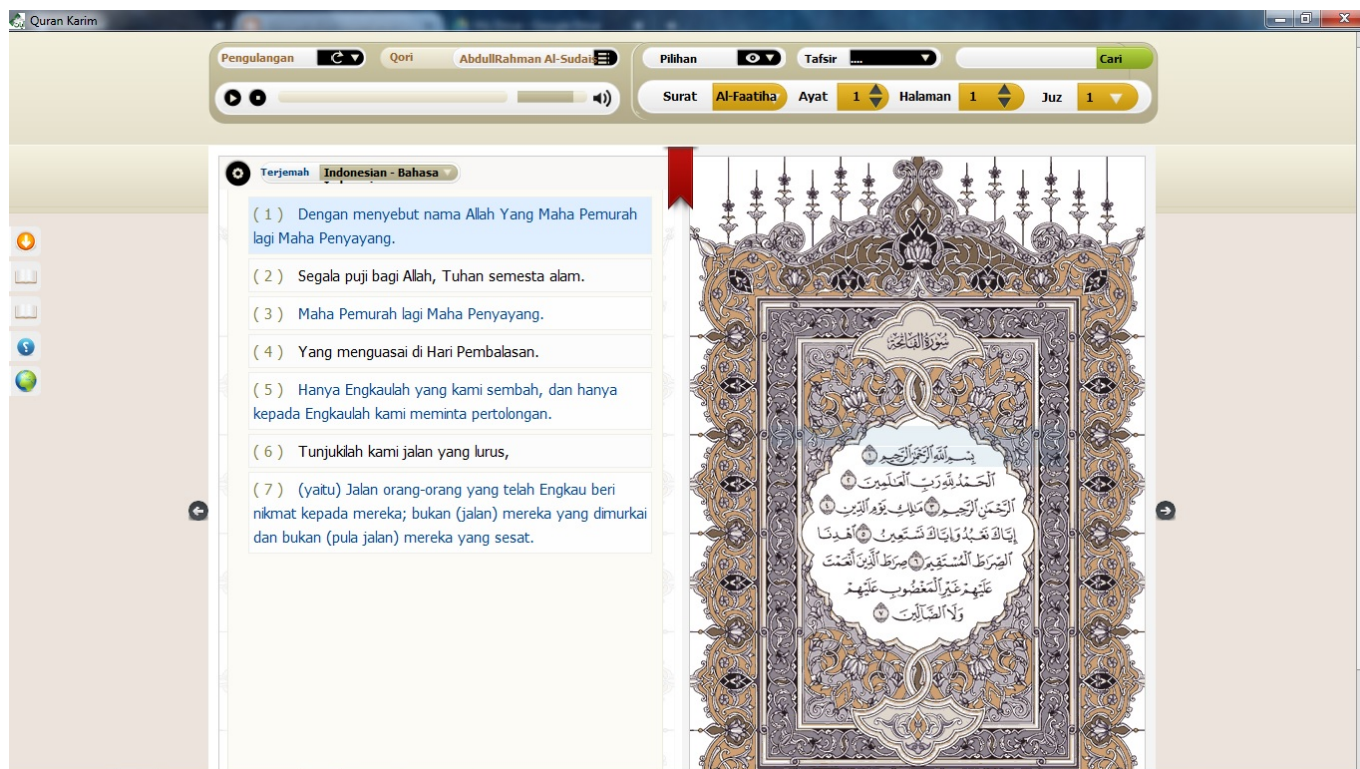 Quran Karim
Pengulangan Qori AbdullRahman Al-Sudais
Pilihan Tafsir .... Cari
Surat Al-Faatiha Ayat 1 Halaman 1 Juz 1
Terjemah Indonesian - Bahasa
( 1 ) Dengan menyebut nama Allah Yang Maha Pemurah
lagi Maha Penyayang.
( 2 ) Segala puji bagi Allah, Tuhan semesta alam.
( 3 ) Maha Pemurah lagi Maha Penyayang.
( 4 ) Yang menguasai di Hari Pembalasan.
( 5 ) Hanya Engkaulah yang kami sembah, dan hanya
kepada Engkaulah kami meminta pertolongan.
( 6 ) Tunjukilah kami jalan yang lurus,
( 7 ) (yaitu) Jalan orang-orang yang telah Engkau beri
nikmat kepada mereka; bukan (jalan) mereka yang dimurkai
dan bukan (pula jalan) mereka yang sesat.
سُورَةُ الفَاتِحَةِ
بِسْمِ ٱللَّهِ ٱلرَّحْمَٰنِ ٱلرَّحِيمِ ١
ٱلْحَمْدُ لِلَّهِ رَبِّ ٱلْعَٰلَمِينَ ٢
ٱلرَّحْمَٰنِ ٱلرَّحِيمِ ٣ مَٰلِكِ يَوْمِ ٱلدِّينِ ٤
إِيَّاكَ نَعْبُدُ وَإِيَّاكَ نَسْتَعِينُ ٥ ٱهْدِنَا
ٱلصِّرَٰطَ ٱلْمُسْتَقِيمَ ٦ صِرَٰطَ ٱلَّذِينَ أَنْعَمْتَ
عَلَيْهِمْ غَيْرِ ٱلْمَغْضُوبِ عَلَيْهِمْ
وَلَا ٱلضَّآلِّينَ ٧